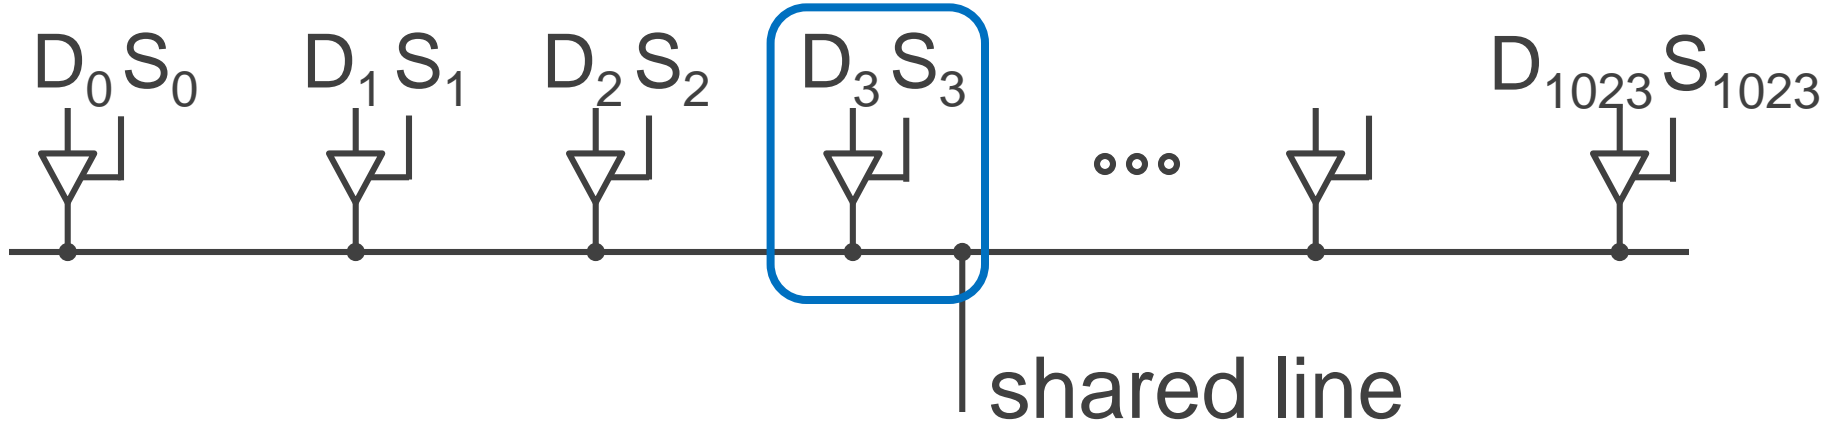 D₀ S₀ D₁ S₁ D₂ S₂ D₃ S₃ D₁₀₂₃ S₁₀₂₃
shared line